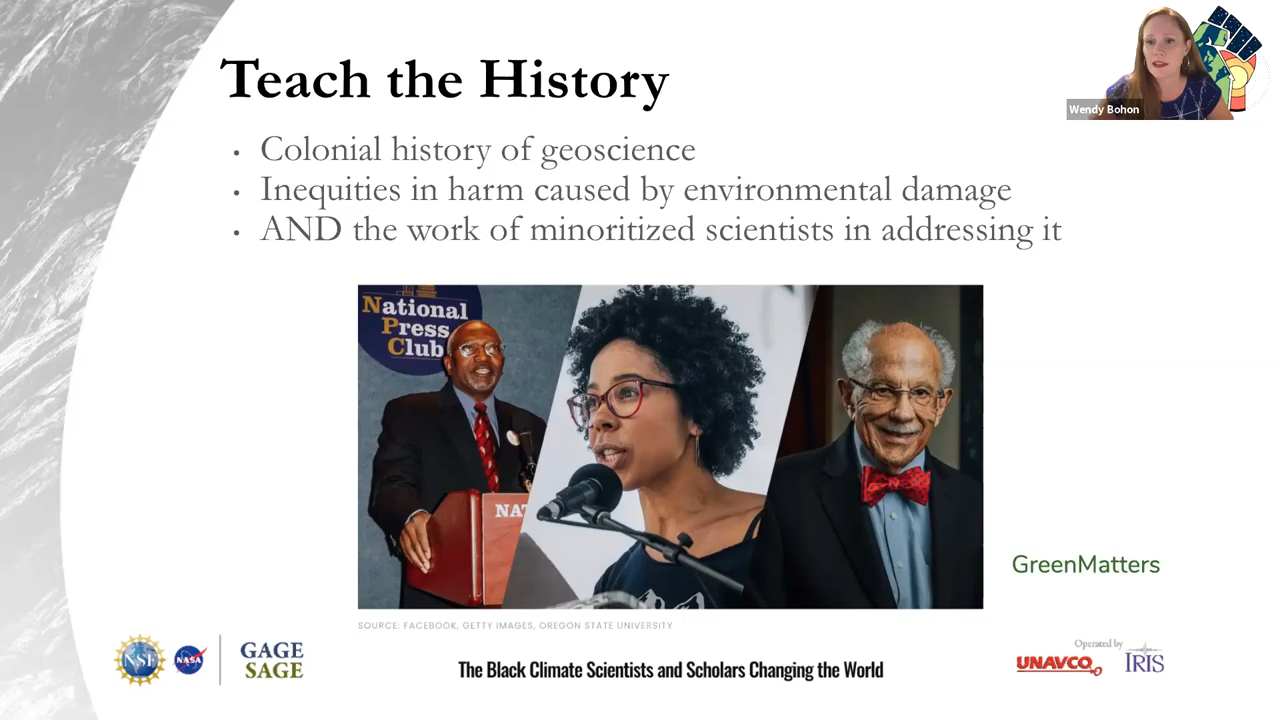 Teach the History
Wendy Bohon
• Colonial history of geoscience
• Inequities in harm caused by environmental damage
• AND the work of minoritized scientists in addressing it
National
Press
Club
NAT
GreenMatters
SOURCE: FACEBOOK, GETTY IMAGES, OREGON STATE UNIVERSITY
NSF
NASA
GAGE
SAGE
The Black Climate Scientists and Scholars Changing the World
Operated by
UNAVCO
IRIS